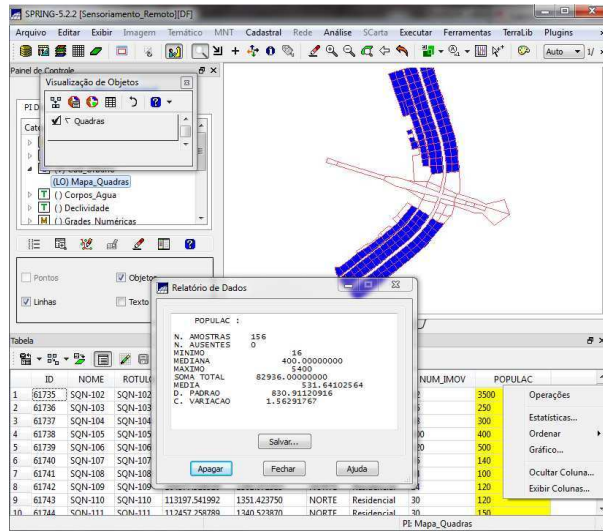 SPRING-5.2.2 [Sensoriamento_Remoto][DF]
Arquivo Editar Exibir Imagem Temático MNT Cadastral Rede Análise SCarta Executar Ferramentas TerraLib Plugins
Auto 1/
Painel de Controle
Visualização de Objetos
PI D
Quadras
Cate
(LO) Mapa_Quadras
T () Corpos_Agua
T () Declividade
M () Grades_Numéricas
Pontos Objetos
Linhas Texto
Relatório de Dados
POPULAC :
N. AMOSTRAS 156
N. AUSENTES 0
MINIMO 16
MEDIANA 400.00000000
MAXIMO 5400
SOMA TOTAL 82936.00000000
MEDIA 531.64102564
D. PADRAO 830.91120916
C. VARIACAO 1.56291767
Salvar...
Apagar Fechar Ajuda
Tabela
ID NOME ROTULO NUM_IMOV POPULAC
1 61735 SQN-102 SQN-102 3500
2 61736 SQN-103 SQN-103 250
3 61737 SQN-104 SQN-104 300
4 61738 SQN-105 SQN-105 400
5 61739 SQN-106 SQN-106 500
6 61740 SQN-107 SQN-107 140
7 61741 SQN-108 SQN-108 100
8 61742 SQN-109 SQN-109 120
9 61743 SQN-110 SQN-110 113197.541992 1351.423750 NORTE Residencial 30 120
10 61744 SQN-111 SQN-111 112457.258789 1340.523870 NORTE Residencial 30 150
Operações
Estatísticas...
Ordenar
Gráfico...
Ocultar Coluna...
Exibir Colunas...
PI: Mapa_Quadras